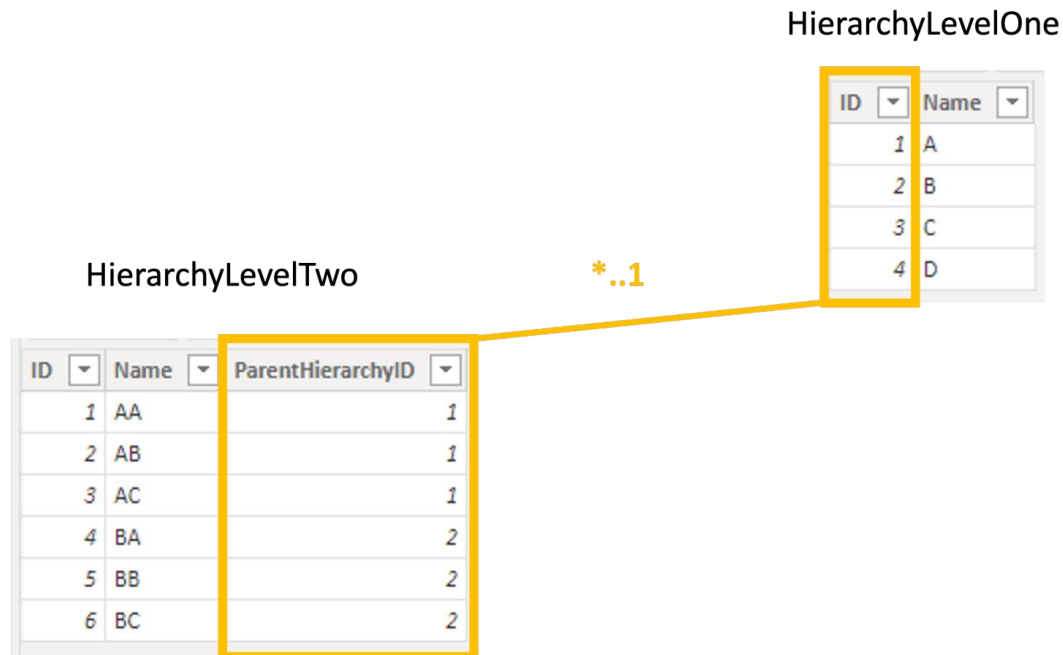 HierarchyLevelOne
ID Name
1 A
2 B
3 C
4 D
HierarchyLevelTwo
*..1
ID Name ParentHierarchyID
1 AA 1
2 AB 1
3 AC 1
4 BA 2
5 BB 2
6 BC 2